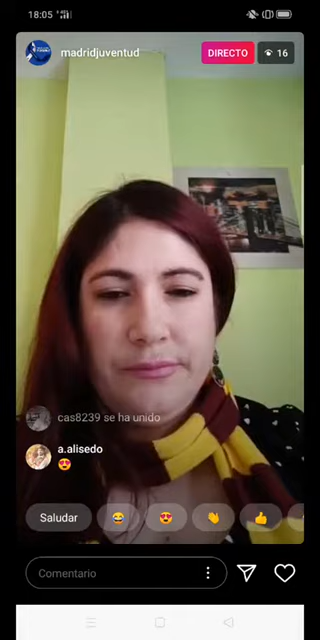 18:05
madridjuventud
DIRECTO
16
cas8239 se ha unido
a.alisedo
Saludar
Comentario